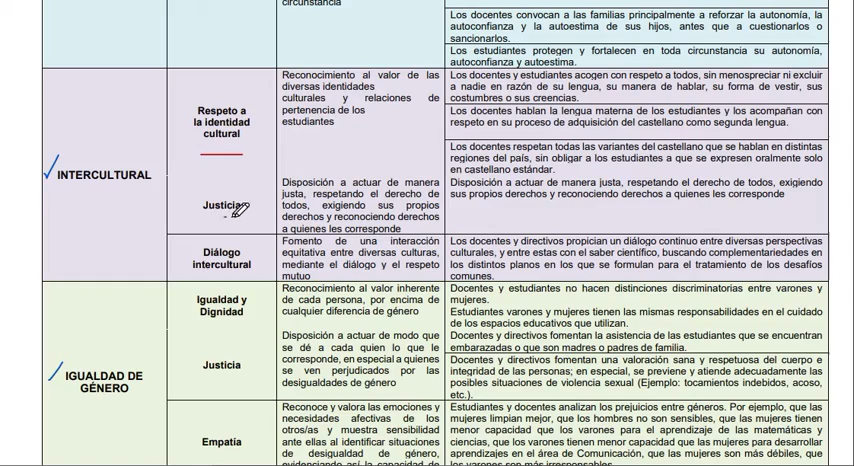 circunstancia
Los docentes convocan a las familias principalmente a reforzar la autonomía, la
autoconfianza y la autoestima de sus hijos, antes que a cuestionarlos o
sancionarlos.
Los estudiantes protegen y fortalecen en toda circunstancia su autonomía,
autoconfianza y autoestima.
INTERCULTURAL
Respeto a
la identidad
cultural
Reconocimiento al valor de las
diversas identidades
culturales y relaciones de
pertenencia de los
estudiantes
Los docentes y estudiantes acogen con respeto a todos, sin menospreciar ni excluir
a nadie en razón de su lengua, su manera de hablar, su forma de vestir, sus
costumbres o sus creencias.
Los docentes hablan la lengua materna de los estudiantes y los acompañan con
respeto en su proceso de adquisición del castellano como segunda lengua.
Los docentes respetan todas las variantes del castellano que se hablan en distintas
regiones del país, sin obligar a los estudiantes a que se expresen oralmente solo
en castellano estándar.
Justicia
Disposición a actuar de manera
justa, respetando el derecho de
todos, exigiendo sus propios
derechos y reconociendo derechos
a quienes les corresponde
Disposición a actuar de manera justa, respetando el derecho de todos, exigiendo
sus propios derechos y reconociendo derechos a quienes les corresponde
Diálogo
intercultural
Fomento de una interacción
equitativa entre diversas culturas,
mediante el diálogo y el respeto
mutuo
Los docentes y directivos propician un diálogo continuo entre diversas perspectivas
culturales, y entre estas con el saber científico, buscando complementariedades en
los distintos planos en los que se formulan para el tratamiento de los desafíos
comunes.
IGUALDAD DE
GÉNERO
Igualdad y
Dignidad
Reconocimiento al valor inherente
de cada persona, por encima de
cualquier diferencia de género
Docentes y estudiantes no hacen distinciones discriminatorias entre varones y
mujeres.
Estudiantes varones y mujeres tienen las mismas responsabilidades en el cuidado
de los espacios educativos que utilizan.
Justicia
Disposición a actuar de modo que
se dé a cada quien lo que le
corresponde, en especial a quienes
se ven perjudicados por las
desigualdades de género
Docentes y directivos fomentan la asistencia de las estudiantes que se encuentran
embarazadas o que son madres o padres de familia.
Docentes y directivos fomentan una valoración sana y respetuosa del cuerpo e
integridad de las personas; en especial, se previene y atiende adecuadamente las
posibles situaciones de violencia sexual (Ejemplo: tocamientos indebidos, acoso,
etc.).
Empatía
Reconoce y valora las emociones y
necesidades afectivas de los
otros/as y muestra sensibilidad
ante ellas al identificar situaciones
de desigualdad de género,
evidenciando así la capacidad de
Estudiantes y docentes analizan los prejuicios entre géneros. Por ejemplo, que las
mujeres limpian mejor, que los hombres no son sensibles, que las mujeres tienen
menor capacidad que los varones para el aprendizaje de las matemáticas y
ciencias, que los varones tienen menor capacidad que las mujeres para desarrollar
aprendizajes en el área de Comunicación, que las mujeres son más débiles, que
los varones son más irresponsables